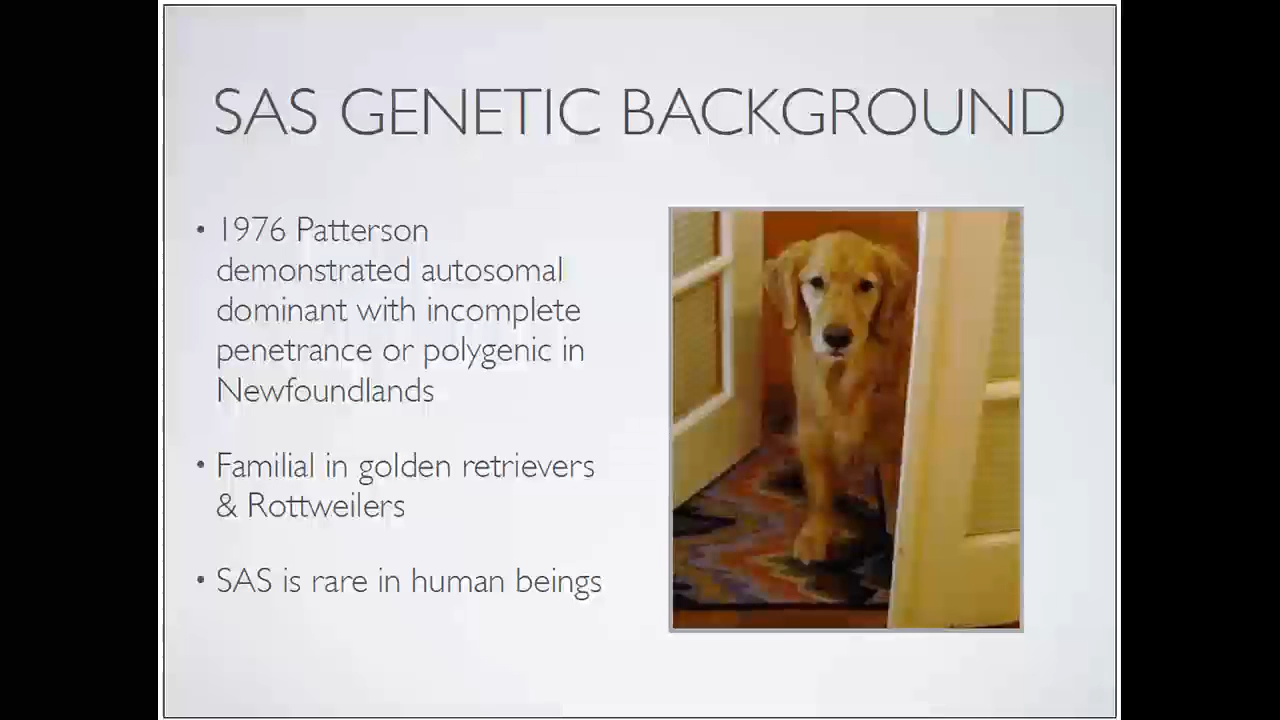 SAS GENETIC BACKGROUND
• 1976 Patterson
demonstrated autosomal
dominant with incomplete
penetrance or polygenic in
Newfoundlands
• Familial in golden retrievers
& Rottweilers
• SAS is rare in human beings